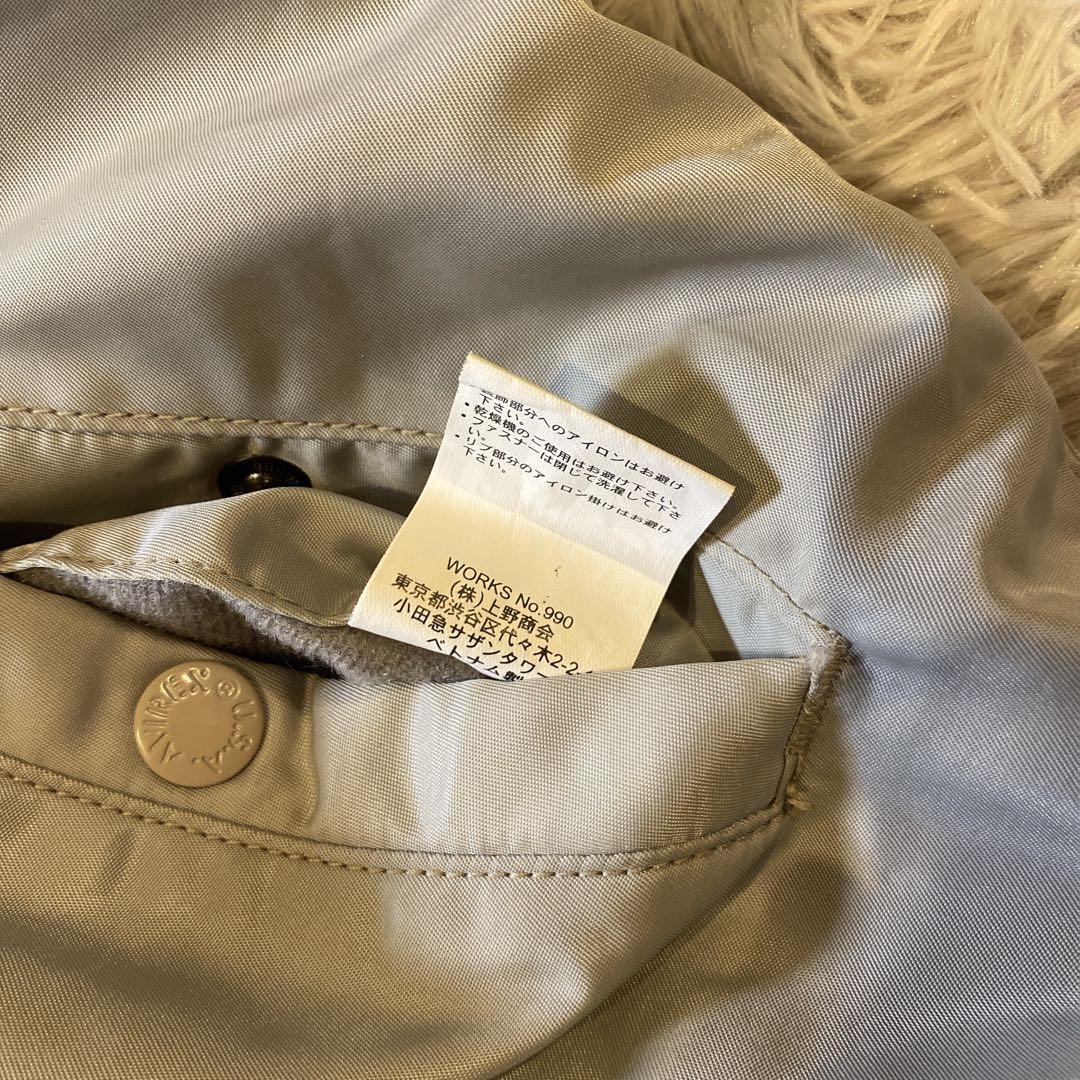 装飾部分へのアイロンはお避け
下さい。
・乾燥機のご使用はお避け下さい。
・ファスナーは閉じて洗濯して下さ
い。
・リブ部分のアイロン掛けはお避け
下さい。
WORKS No.990
(株)上野商会
東京都渋谷区代々木2-2-
小田急サザンタワー
ベトナム製
AVIREX®U.S.A.